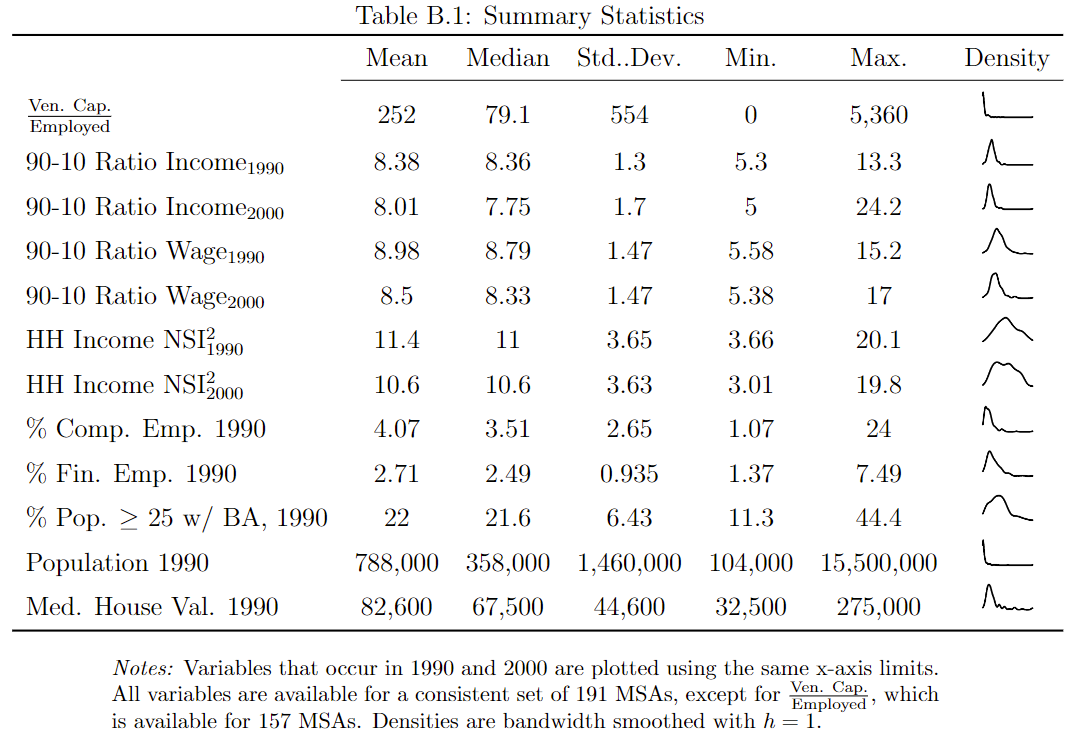 Table B.1: Summary Statistics
Mean Median Std..Dev. Min. Max. Density
Ven. Cap.
Employed 252 79.1 554 0 5,360
90-10 Ratio Income1990 8.38 8.36 1.3 5.3 13.3
90-10 Ratio Income2000 8.01 7.75 1.7 5 24.2
90-10 Ratio Wage1990 8.98 8.79 1.47 5.58 15.2
90-10 Ratio Wage2000 8.5 8.33 1.47 5.38 17
HH Income NSI²1990 11.4 11 3.65 3.66 20.1
HH Income NSI²2000 10.6 10.6 3.63 3.01 19.8
% Comp. Emp. 1990 4.07 3.51 2.65 1.07 24
% Fin. Emp. 1990 2.71 2.49 0.935 1.37 7.49
% Pop. ≥ 25 w/ BA, 1990 22 21.6 6.43 11.3 44.4
Population 1990 788,000 358,000 1,460,000 104,000 15,500,000
Med. House Val. 1990 82,600 67,500 44,600 32,500 275,000
Notes: Variables that occur in 1990 and 2000 are plotted using the same x-axis limits.
All variables are available for a consistent set of 191 MSAs, except for Ven. Cap./Employed, which
is available for 157 MSAs. Densities are bandwidth smoothed with h = 1.